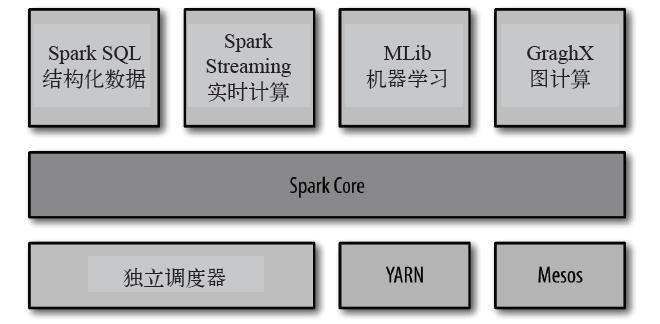 Spark SQL
结构化数据
Spark
Streaming
实时计算
MLib
机器学习
GraghX
图计算
Spark Core
独立调度器
YARN
Mesos